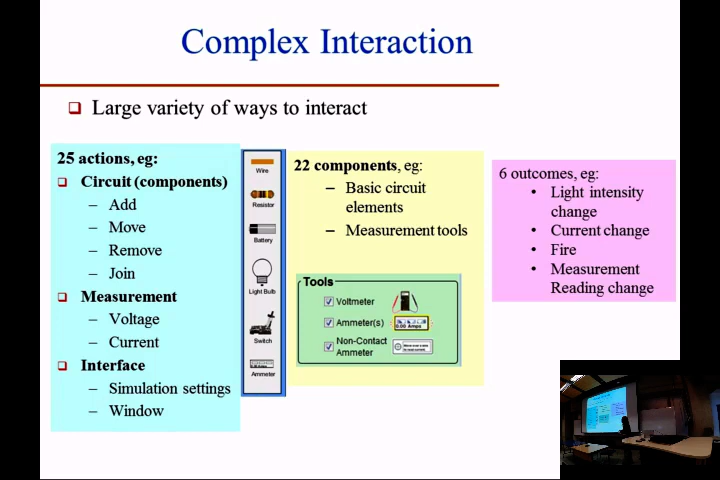 Complex Interaction
Large variety of ways to interact
25 actions, eg:
Circuit (components)
– Add
– Move
– Remove
– Join
Measurement
– Voltage
– Current
Interface
– Simulation settings
– Window
Wire
Resistor
Battery
Light Bulb
Switch
Ammeter
22 components, eg:
– Basic circuit
elements
– Measurement tools
Tools
Voltmeter
Ammeter(s)
0.00 Amps
Non-Contact
Ammeter
6 outcomes, eg:
• Light intensity
change
• Current change
• Fire
• Measurement
Reading change